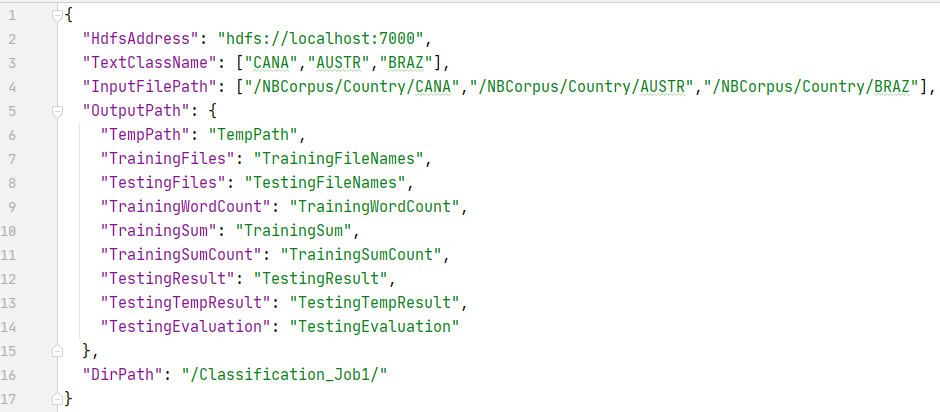 1 {
2 "HdfsAddress": "hdfs://localhost:7000",
3 "TextClassName": ["CANA","AUSTR","BRAZ"],
4 "InputFilePath": ["/NBCorpus/Country/CANA","/NBCorpus/Country/AUSTR","/NBCorpus/Country/BRAZ"],
5 "OutputPath": {
6 "TempPath": "TempPath",
7 "TrainingFiles": "TrainingFileNames",
8 "TestingFiles": "TestingFileNames",
9 "TrainingWordCount": "TrainingWordCount",
10 "TrainingSum": "TrainingSum",
11 "TrainingSumCount": "TrainingSumCount",
12 "TestingResult": "TestingResult",
13 "TestingTempResult": "TestingTempResult",
14 "TestingEvaluation": "TestingEvaluation"
15 },
16 "DirPath": "/Classification_Job1/"
17 }